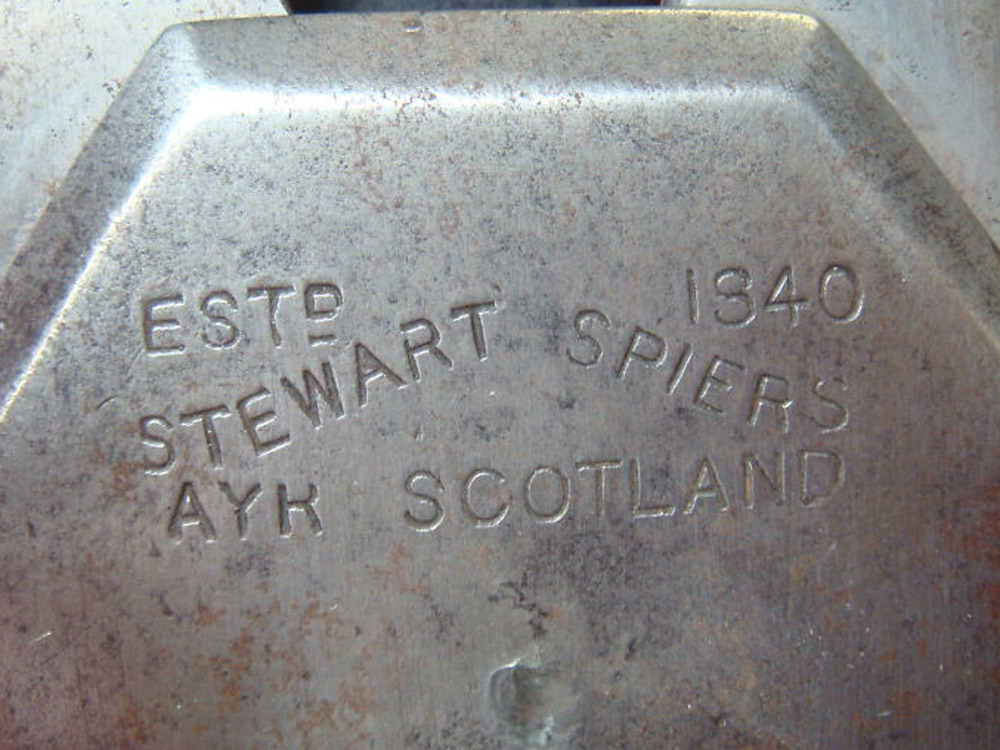 ESTD 1840
STEWART SPIERS
AYR SCOTLAND